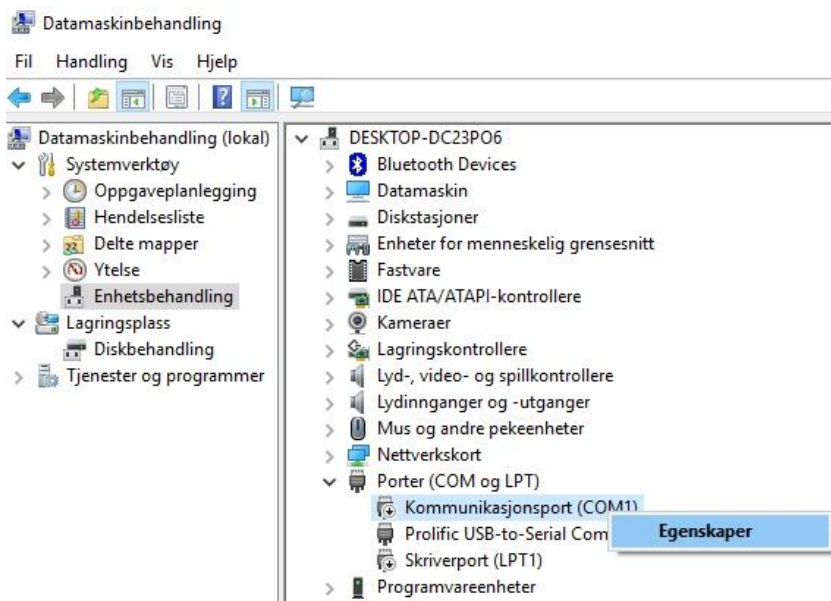 Datamaskinbehandling
Fil Handling Vis Hjelp
Datamaskinbehandling (lokal)
Systemverktøy
Oppgaveplanlegging
Hendelsesliste
Delte mapper
Ytelse
Enhetsbehandling
Lagringsplass
Diskbehandling
Tjenester og programmer
DESKTOP-DC23PO6
Bluetooth Devices
Datamaskin
Diskstasjoner
Enheter for menneskelig grensesnitt
Fastvare
IDE ATA/ATAPI-kontrollere
Kameraer
Lagringskontrollere
Lyd-, video- og spillkontrollere
Lydinnganger og -utganger
Mus og andre pekeenheter
Nettverkskort
Porter (COM og LPT)
Kommunikasjonsport (COM1)
Prolific USB-to-Serial Com
Egenskaper
Skriverport (LPT1)
Programvareenheter